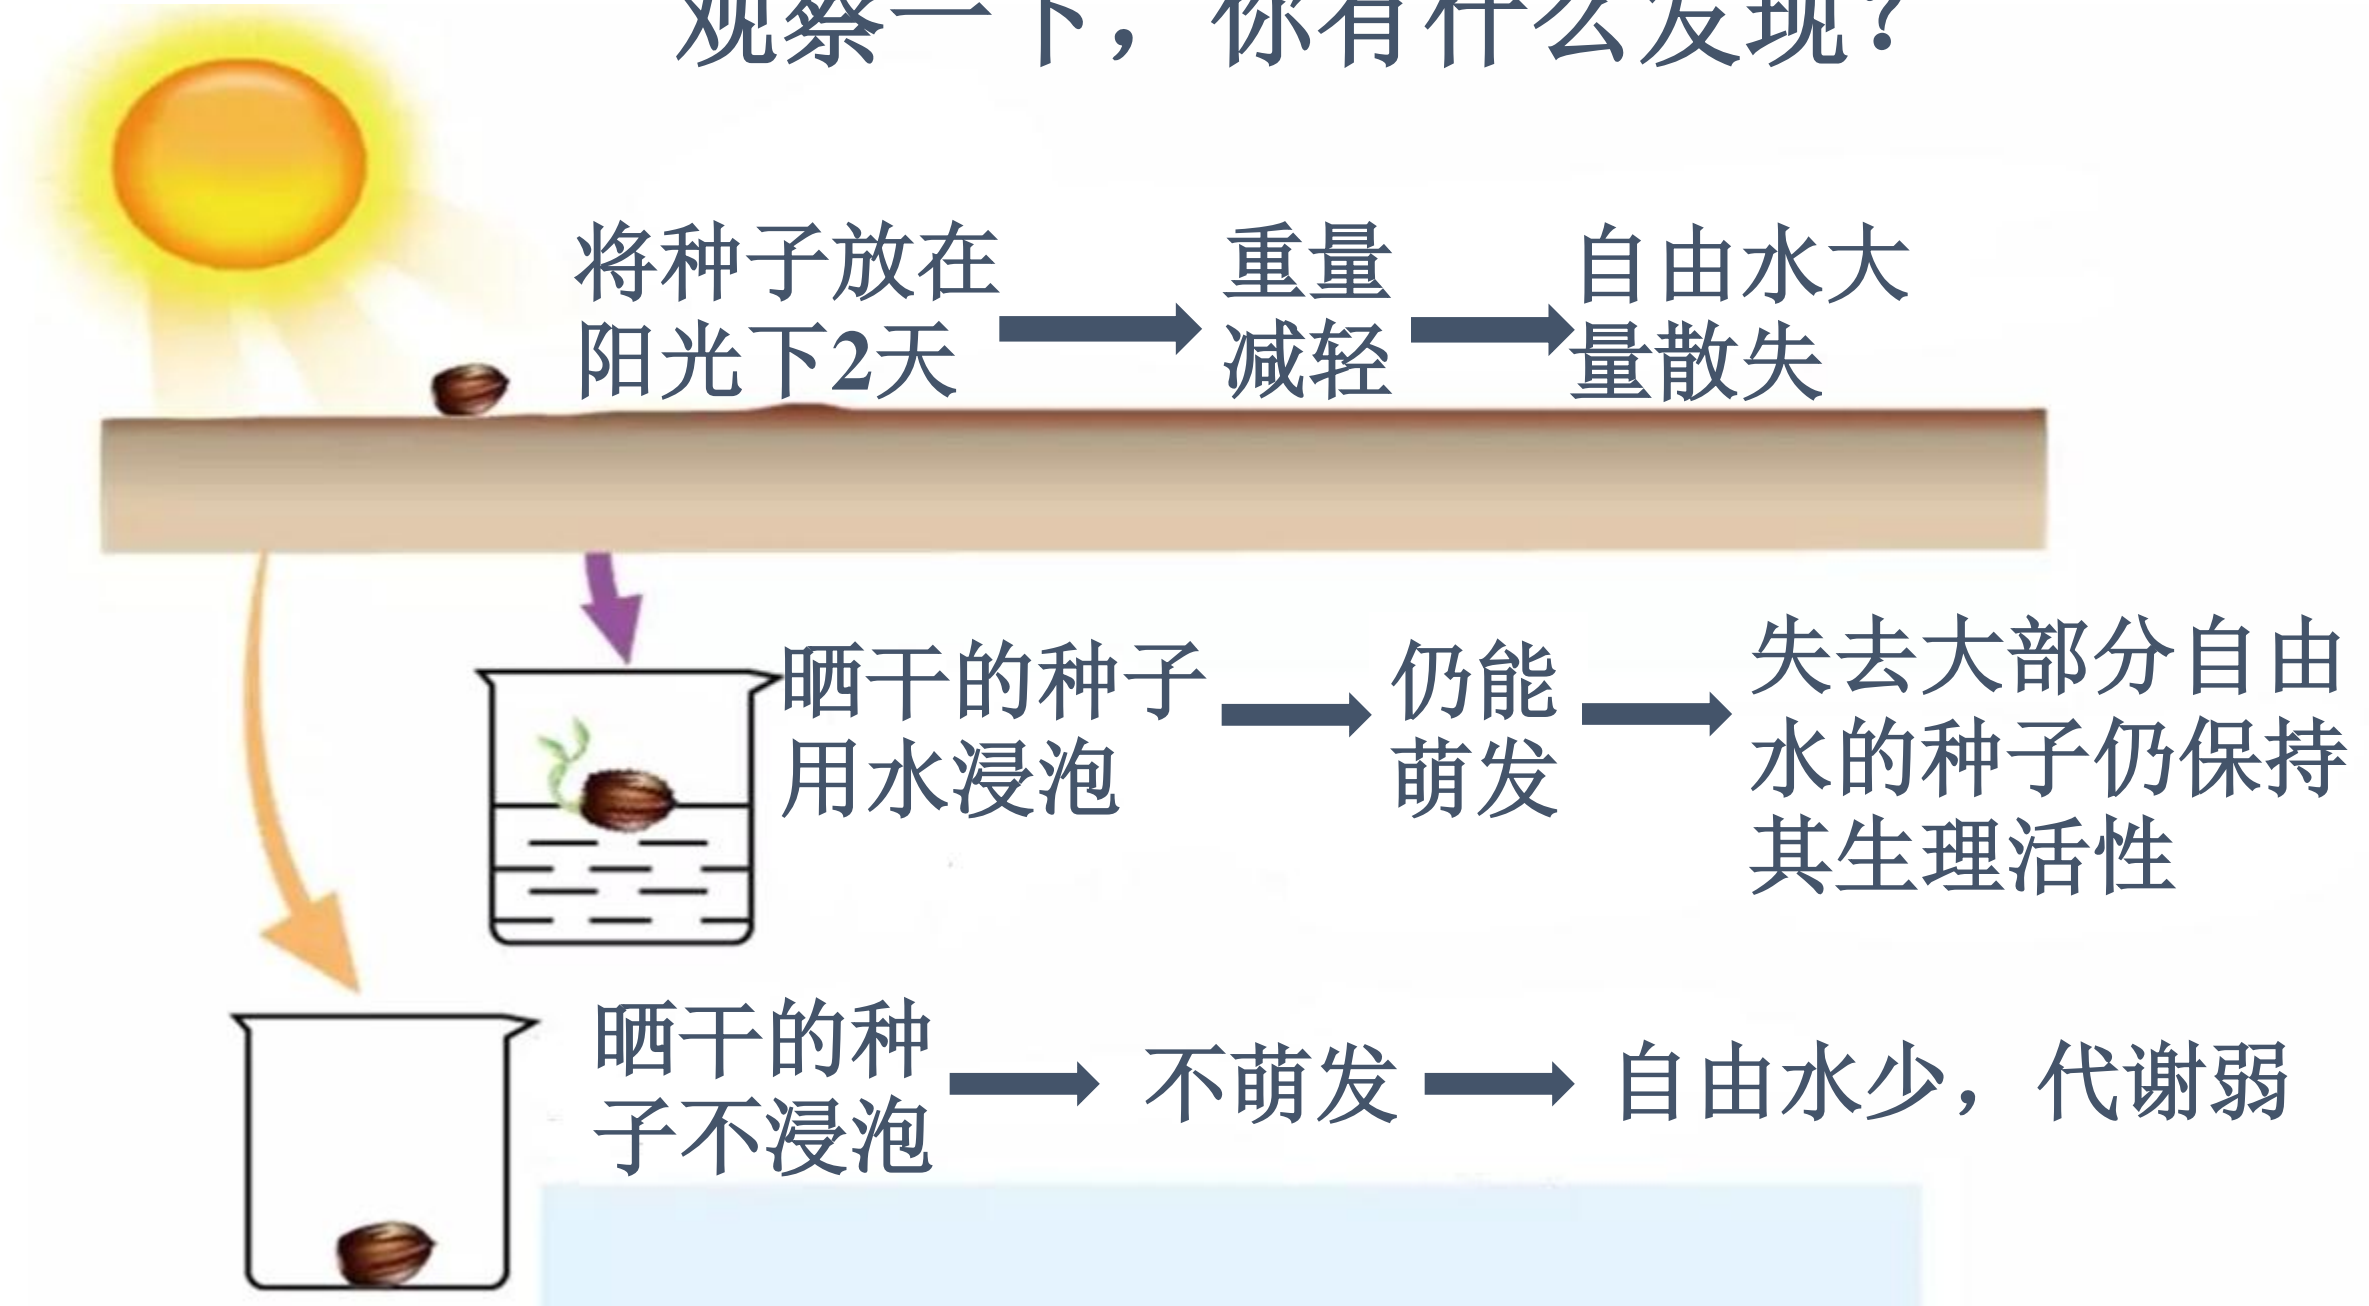 观察一下，你有什么发现？
将种子放在
阳光下2天
重量
减轻
自由水大
量散失
晒干的种子
用水浸泡
仍能
萌发
失去大部分自由
水的种子仍保持
其生理活性
晒干的种
子不浸泡
不萌发
自由水少，代谢弱